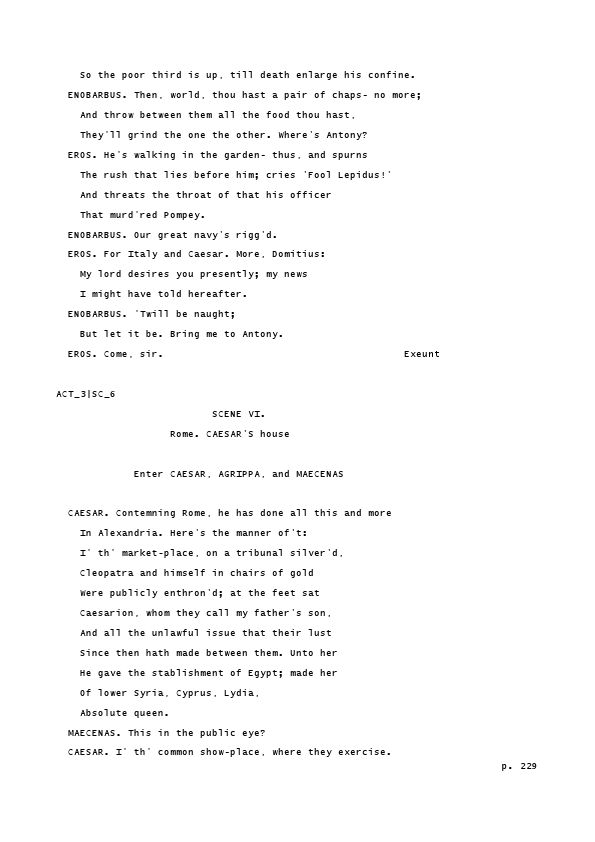 So the poor third is up, till death enlarge his confine.
ENOBARBUS. Then, world, thou hast a pair of chaps- no more;
And throw between them all the food thou hast,
They'll grind the one the other. Where's Antony?
EROS. He's walking in the garden- thus, and spurns
The rush that lies before him; cries 'Fool Lepidus!'
And threats the throat of that his officer
That murd'red Pompey.
ENOBARBUS. Our great navy's rigg'd.
EROS. For Italy and Caesar. More, Domitius:
My lord desires you presently; my news
I might have told hereafter.
ENOBARBUS. 'Twill be naught;
But let it be. Bring me to Antony.
EROS. Come, sir. Exeunt
ACT_3|SC_6
SCENE VI.
Rome. CAESAR'S house
Enter CAESAR, AGRIPPA, and MAECENAS
CAESAR. Contemning Rome, he has done all this and more
In Alexandria. Here's the manner of't:
I' th' market-place, on a tribunal silver'd,
Cleopatra and himself in chairs of gold
Were publicly enthron'd; at the feet sat
Caesarion, whom they call my father's son,
And all the unlawful issue that their lust
Since then hath made between them. Unto her
He gave the stablishment of Egypt; made her
Of lower Syria, Cyprus, Lydia,
Absolute queen.
MAECENAS. This in the public eye?
CAESAR. I' th' common show-place, where they exercise.
p. 229